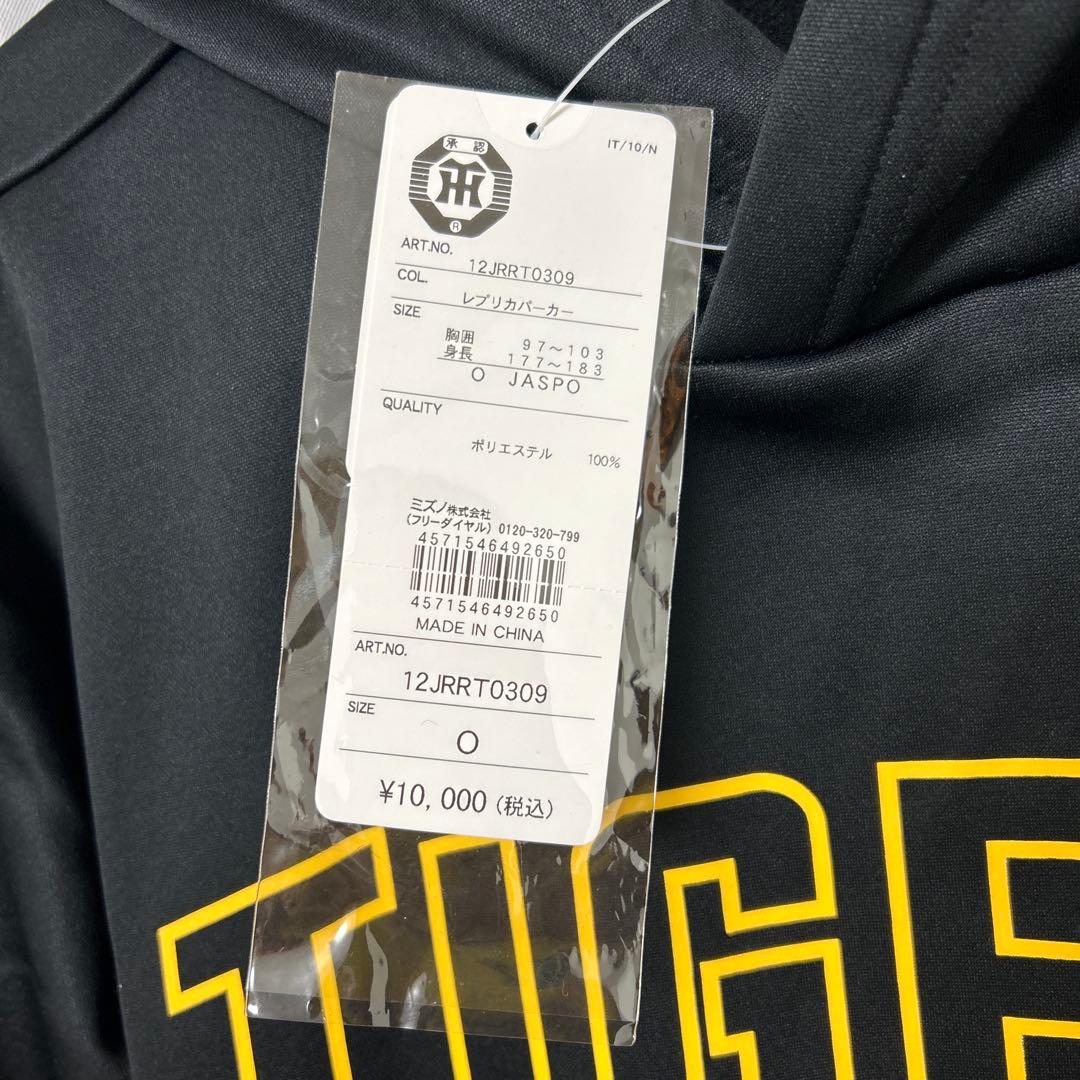 承認
TH
®
IT/10/N
ART.NO. 12JRRT0309
COL. レプリカパーカー
SIZE
胸囲 97～103
身長 177～183
O JASPO
QUALITY
ポリエステル 100%
ミズノ株式会社
(フリーダイヤル) 0120-320-799
4571546492650
4571546492650
MADE IN CHINA
ART.NO.
12JRRT0309
SIZE
O
¥10,000 (税込)
TIGE